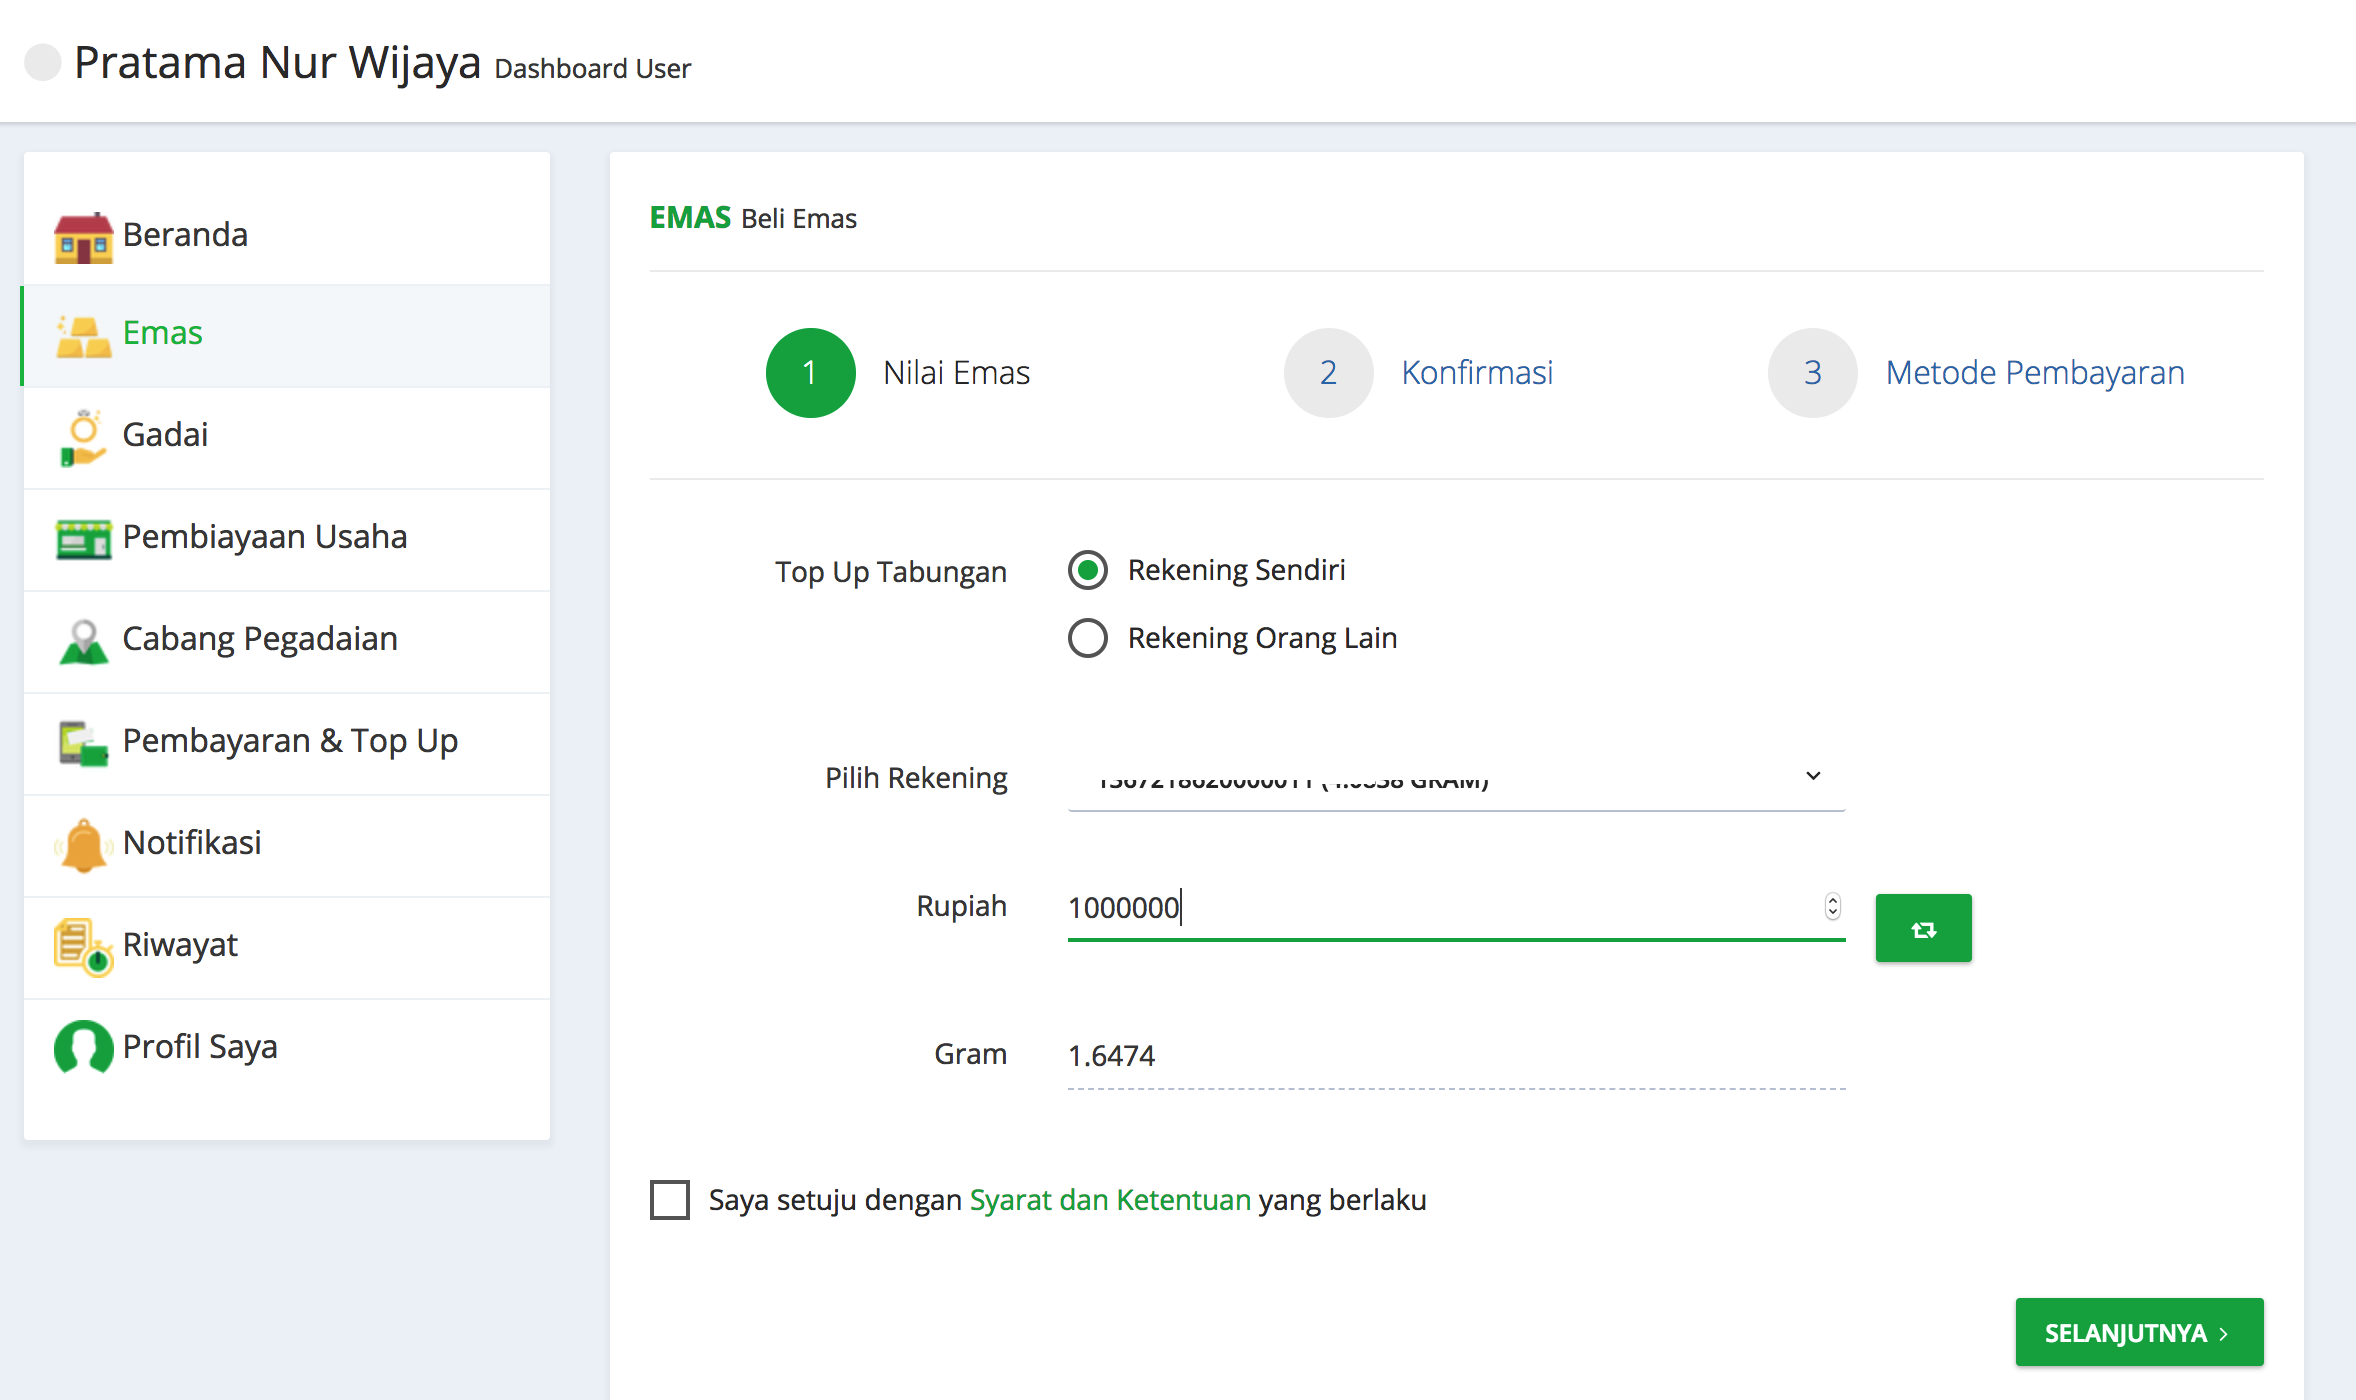 Pratama Nur Wijaya Dashboard User
Beranda
Emas
Gadai
Pembiayaan Usaha
Cabang Pegadaian
Pembayaran & Top Up
Notifikasi
Riwayat
Profil Saya
EMAS Beli Emas
1 Nilai Emas
2 Konfirmasi
3 Metode Pembayaran
Top Up Tabungan
Rekening Sendiri
Rekening Orang Lain
Pilih Rekening
GRAM)
Rupiah 1000000
Gram 1.6474
Saya setuju dengan Syarat dan Ketentuan yang berlaku
SELANJUTNYA